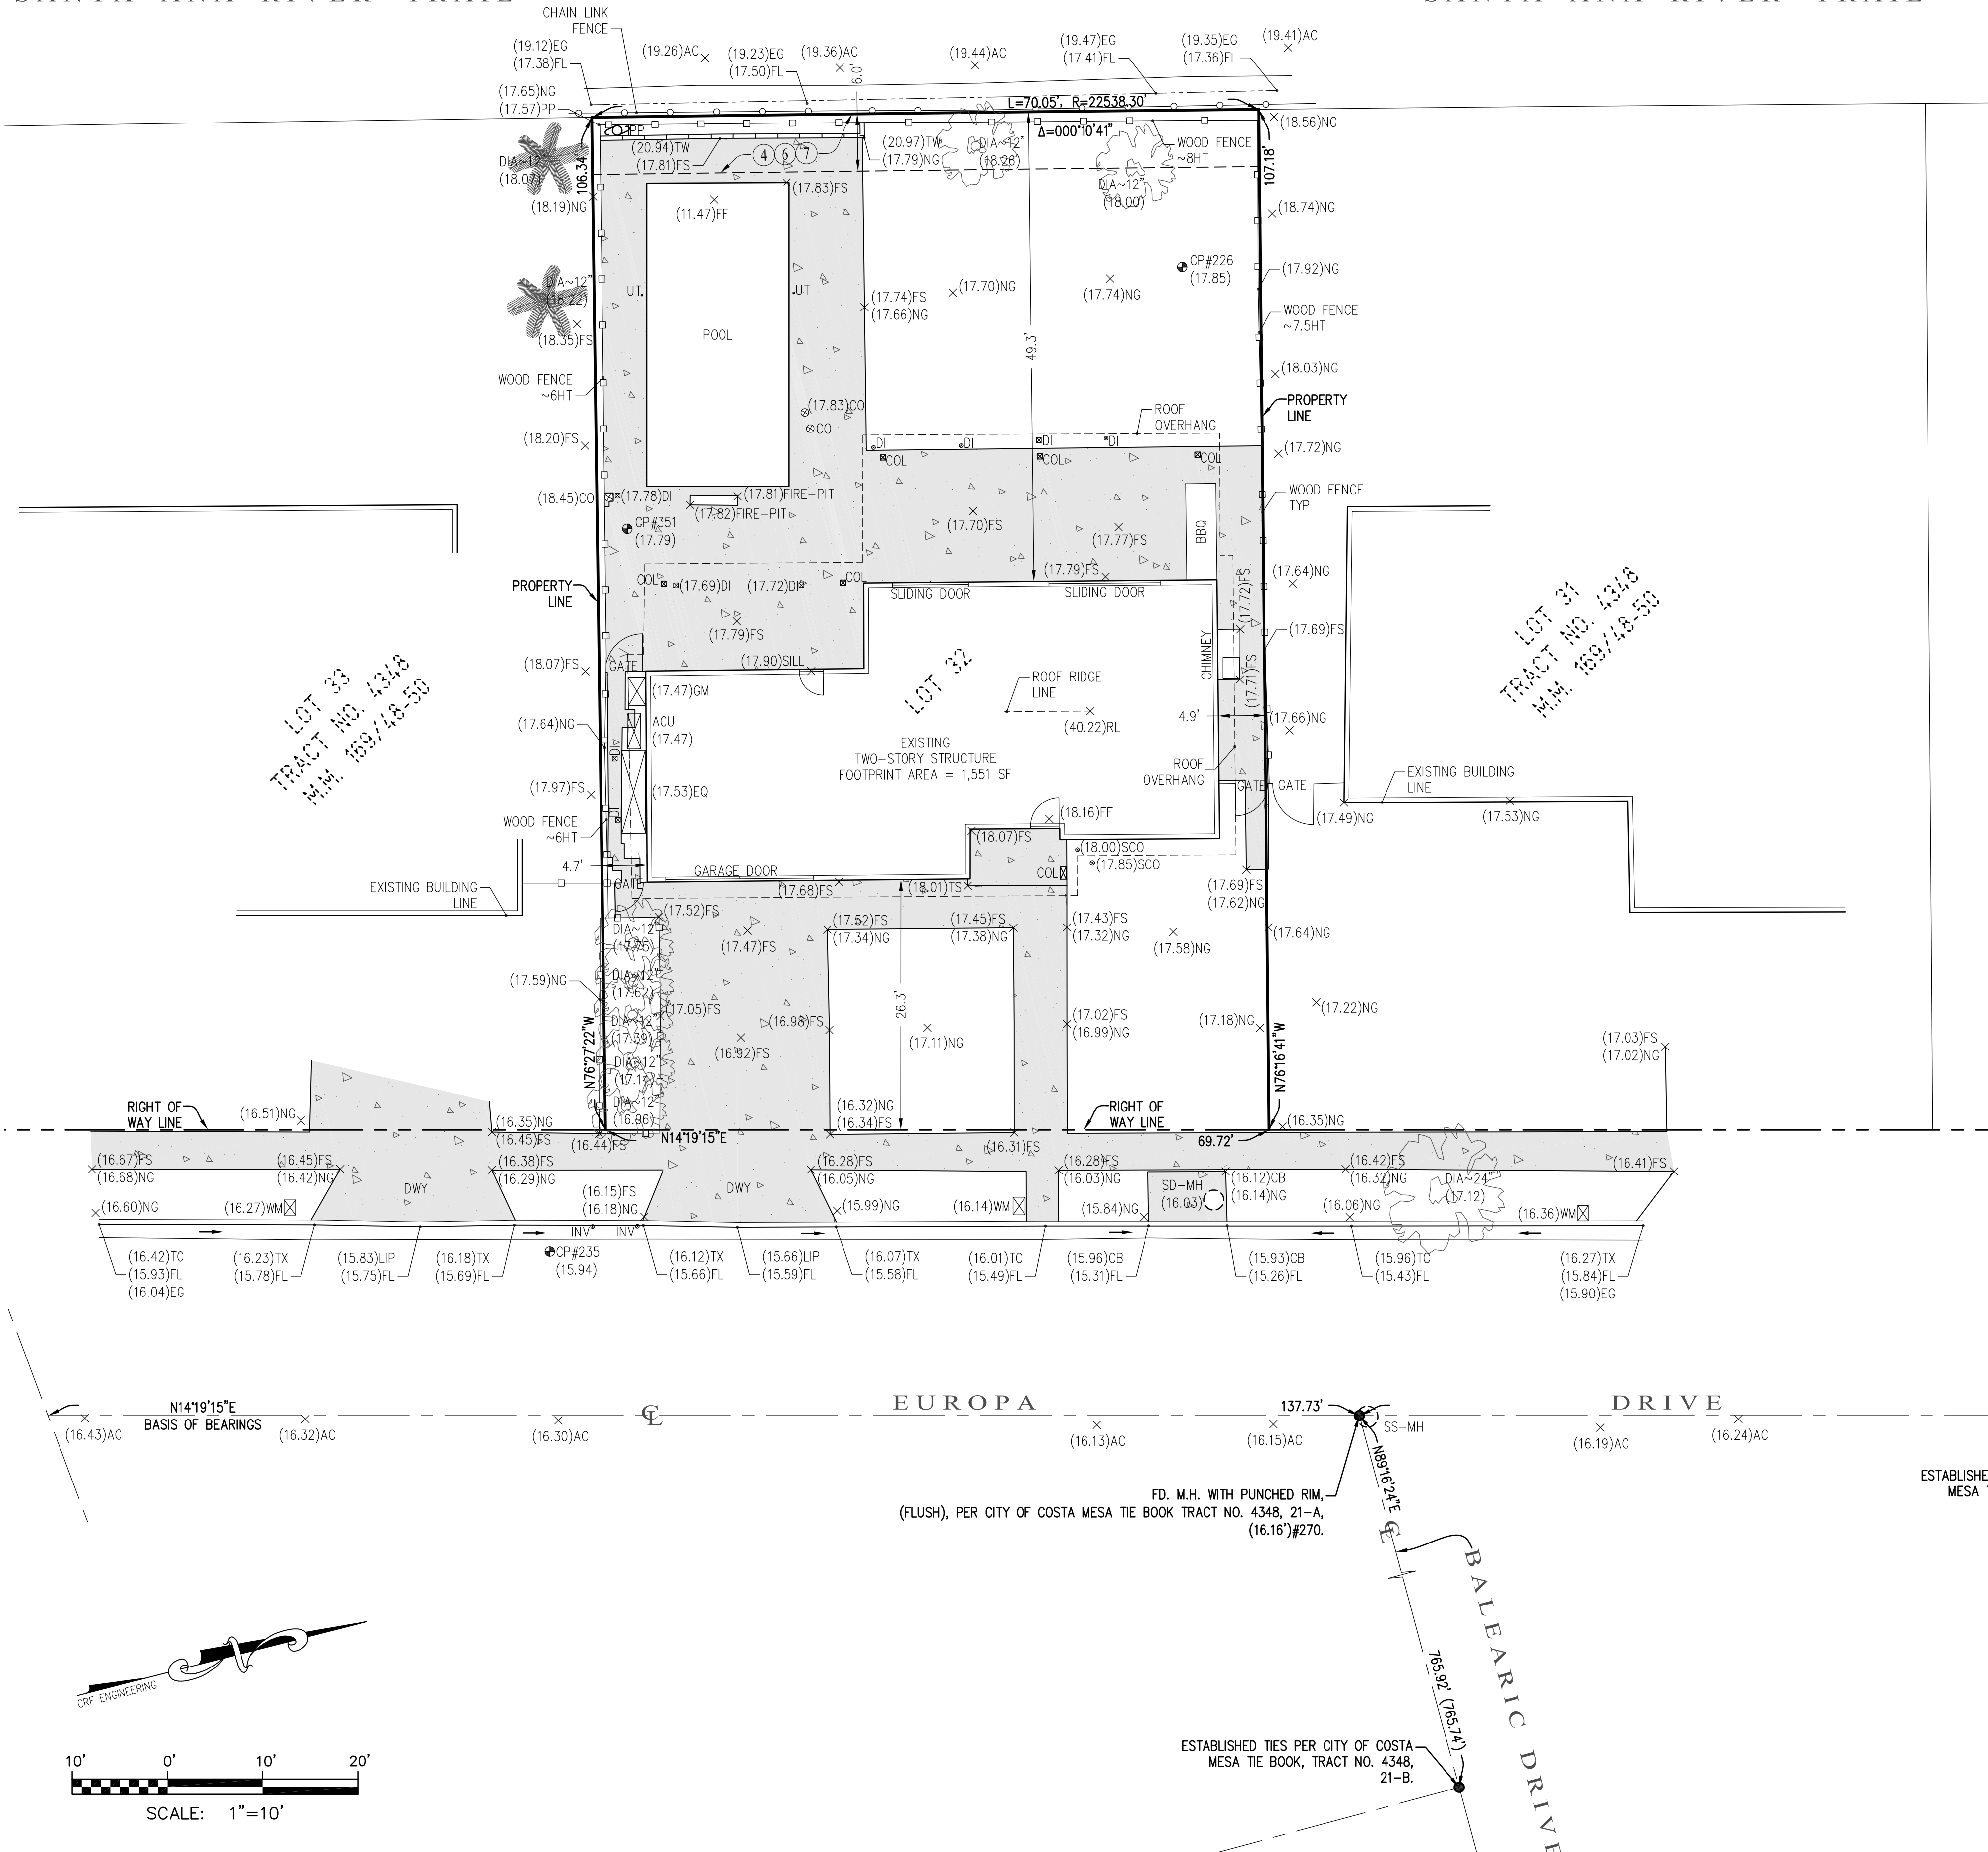 SANTA ANA RIVER TRAIL
SANTA ANA RIVER TRAIL
CHAIN LINK
FENCE
(19.12)EG
(17.38)FL
(19.26)AC
(19.23)EG
(17.50)FL
(19.36)AC
6.0'
(19.44)AC
(19.47)EG
(17.41)FL
(19.35)EG
(17.36)FL
(19.41)AC
(17.65)NG
(17.57)PP
PP
L=70.05', R=22538.30'
Δ=000°10'41"
(18.56)NG
DIA~12"
(18.07)
106.34'
(20.94)TW
(17.81)FS
4 6 7
(20.97)TW
(17.79)NG
DIA~12"
(18.26)
WOOD FENCE
~8HT
107.18'
DIA~12"
(18.00)
(18.19)NG
(17.83)FS
(11.47)FF
(18.74)NG
CP#226
(17.85)
(17.92)NG
DIA~12"
(18.22)
UT
UT
(17.74)FS
(17.66)NG
(17.70)NG
(17.74)NG
(18.35)FS
POOL
49.3'
WOOD FENCE
~7.5HT
(18.03)NG
WOOD FENCE
~6HT
PROPERTY
LINE
(17.83)CO
CO
ROOF
OVERHANG
(18.20)FS
DI
DI
DI
DI
COL
COL
COL
(17.72)NG
(18.45)CO
(17.78)DI
(17.81)FIRE-PIT
(17.82)FIRE-PIT
WOOD FENCE
TYP
CP#351
(17.79)
(17.70)FS
(17.77)FS
BBQ
PROPERTY
LINE
COL
(17.69)DI
(17.72)DI
COL
(17.79)FS
SLIDING DOOR
SLIDING DOOR
(17.72)FS
(17.64)NG
(17.79)FS
(17.69)FS
LOT 31
TRACT NO. 4348
M.M. 169/48-50
(18.07)FS
GATE
(17.90)SILL
LOT 32
CHIMNEY
(17.71)FS
LOT 33
TRACT NO. 4348
M.M. 169/48-50
(17.47)GM
ROOF RIDGE
LINE
(17.64)NG
ACU
(17.47)
(40.22)RL
4.9'
(17.66)NG
DI
EXISTING
TWO-STORY STRUCTURE
FOOTPRINT AREA = 1,551 SF
ROOF
OVERHANG
(17.97)FS
(17.53)EQ
GATE
GATE
EXISTING BUILDING
LINE
WOOD FENCE
~6HT
DI
(18.16)FF
(17.49)NG
(17.53)NG
(18.07)FS
(18.00)SCO
(17.85)SCO
4.7'
GARAGE DOOR
COL
EXISTING BUILDING
LINE
GATE
(17.68)FS
(18.01)TS
(17.69)FS
(17.62)NG
(17.52)FS
DIA~12"
(17.75)
(17.47)FS
(17.52)FS
(17.34)NG
(17.45)FS
(17.38)NG
(17.43)FS
(17.32)NG
(17.58)NG
(17.64)NG
(17.59)NG
DIA~12"
(17.62)
26.3'
(17.05)FS
DIA~12"
(17.39)
(16.98)FS
(17.02)FS
(16.99)NG
(17.18)NG
(17.22)NG
(16.92)FS
(17.11)NG
(17.03)FS
(17.02)NG
N76°27'22"W
DIA~12"
(17.14)
N76°16'41"W
DIA~12"
(16.96)
RIGHT OF
WAY LINE
(16.51)NG
(16.35)NG
(16.45)FS
(16.44)FS
N14°19'15"E
(16.32)NG
(16.34)FS
(16.31)FS
RIGHT OF
WAY LINE
69.72'
(16.35)NG
(16.67)FS
(16.68)NG
(16.45)FS
(16.42)NG
DWY
(16.38)FS
(16.29)NG
DWY
(16.28)FS
(16.05)NG
(16.28)FS
(16.03)NG
SD-MH
(16.03)
(16.12)CB
(16.14)NG
(16.42)FS
(16.32)NG
DIA~24"
(17.12)
(16.41)FS
(16.60)NG
(16.27)WM
(16.15)FS
(16.18)NG
(15.99)NG
(16.14)WM
(15.84)NG
(16.06)NG
(16.36)WM
INV
INV
CP#235
(15.94)
(16.42)TC
(15.93)FL
(16.04)EG
(16.23)TX
(15.78)FL
(15.83)LIP
(15.75)FL
(16.18)TX
(15.69)FL
(16.12)TX
(15.66)FL
(15.66)LIP
(15.59)FL
(16.07)TX
(15.58)FL
(16.01)TC
(15.49)FL
(15.96)CB
(15.31)FL
(15.93)CB
(15.26)FL
(15.96)TC
(15.43)FL
(16.27)TX
(15.84)FL
(15.90)EG
N14°19'15"E
BASIS OF BEARINGS
(16.43)AC
(16.32)AC
(16.30)AC
CL
EUROPA DRIVE
137.73'
SS-MH
(16.13)AC
(16.15)AC
(16.19)AC
(16.24)AC
N89°16'24"E
CL
FD. M.H. WITH PUNCHED RIM,
(FLUSH), PER CITY OF COSTA MESA TIE BOOK TRACT NO. 4348, 21-A,
(16.16')#270.
ESTABLISHE
MESA
BALEARIC DRIVE
765.92' (765.74')
ESTABLISHED TIES PER CITY OF COSTA
MESA TIE BOOK, TRACT NO. 4348,
21-B.
N
CRF ENGINEERING
10' 0' 10' 20'
SCALE: 1"=10'